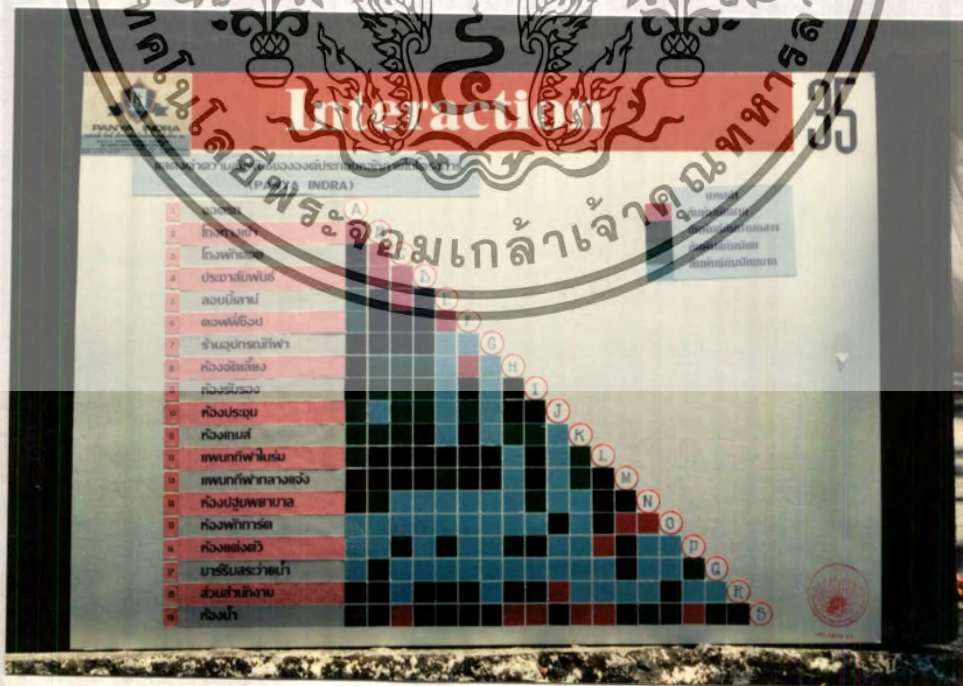 Interaction
35
PANYA INDRA
(PANYA INDRA)
1 จอดรถ A
2 โถงทางเข้า B
3 โถงพักคอย C
4 ประชาสัมพันธ์ D
5 ลอบบี้เลาน์ E
6 คอฟฟี่ช็อป F
7 ร้านอุปกรณ์กีฬา G
8 ห้องจัดเลี้ยง H
9 ห้องรับรอง I
10 ห้องประชุม J
11 ห้องเกมส์ K
12 แผนกกีฬาในร่ม L
13 แผนกกีฬากลางแจ้ง M
14 ห้องปฐมพยาบาล N
15 ห้องพักการ์ด O
16 ห้องแต่งตัว P
17 บาร์ริมสระว่ายน้ำ Q
18 ส่วนสำนักงาน R
19 ห้องน้ำ S
พระจอมเกล้าเจ้าคุณทหาร